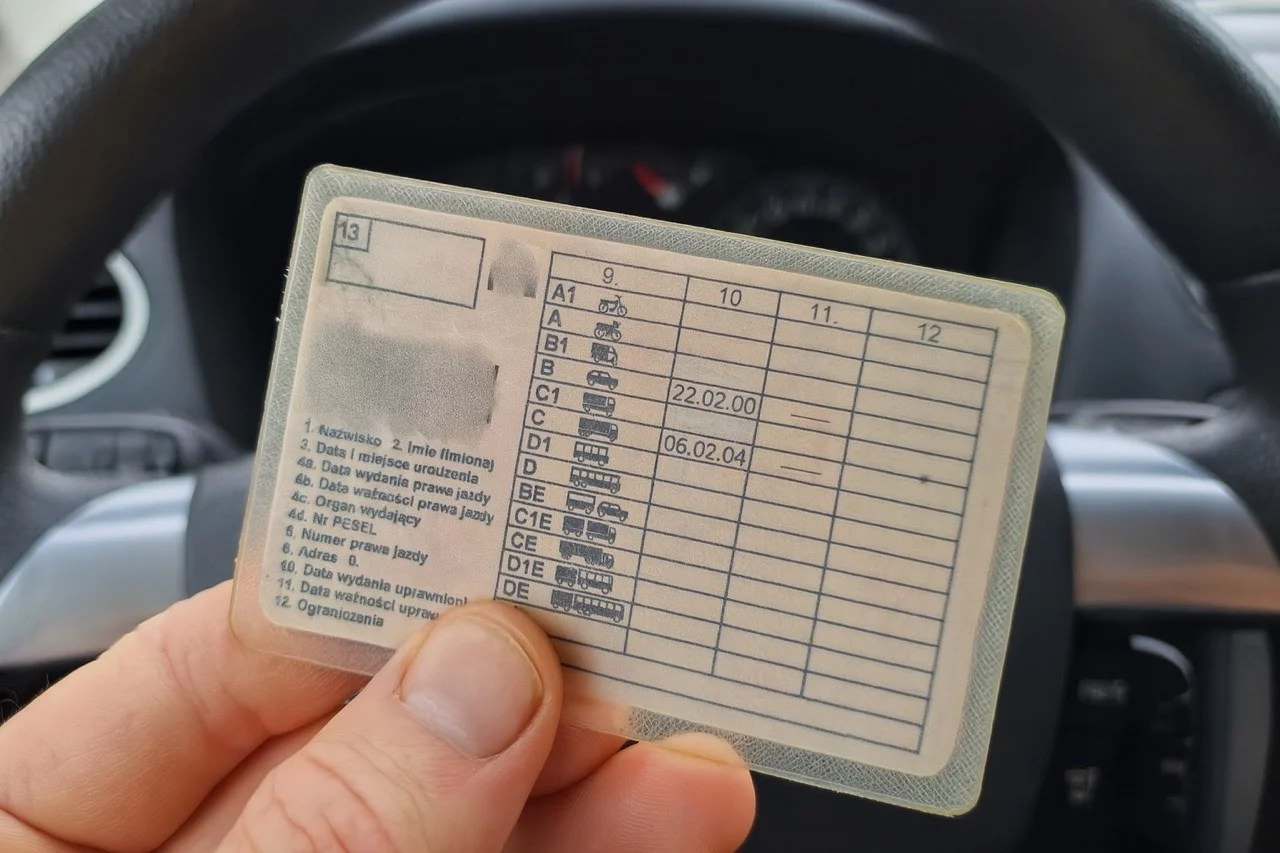 13
1. Nazwisko 2. Imię (imiona)
3. Data i miejsce urodzenia
4a. Data wydania prawa jazdy
4b. Data ważności prawa jazdy
4c. Organ wydający
4d. Nr PESEL
5. Numer prawa jazdy
8. Adres 9.
10. Data wydania uprawnień
11. Data ważności upraw
12. Ograniczenia
9. 10 11. 12
A1
A
B1
B 22.02.00 —
C1
C 06.02.04 —
D1
D
BE
C1E
CE
D1E
DE